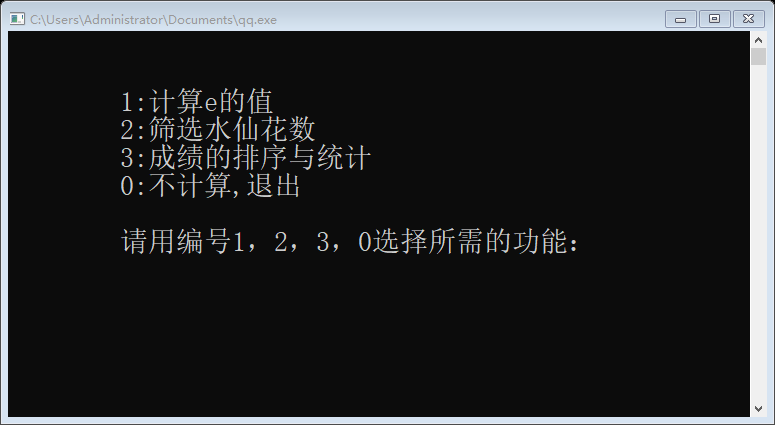 C:\Users\Administrator\Documents\qq.exe
1:计算e的值
2:筛选水仙花数
3:成绩的排序与统计
0:不计算,退出
请用编号1，2，3，0选择所需的功能：